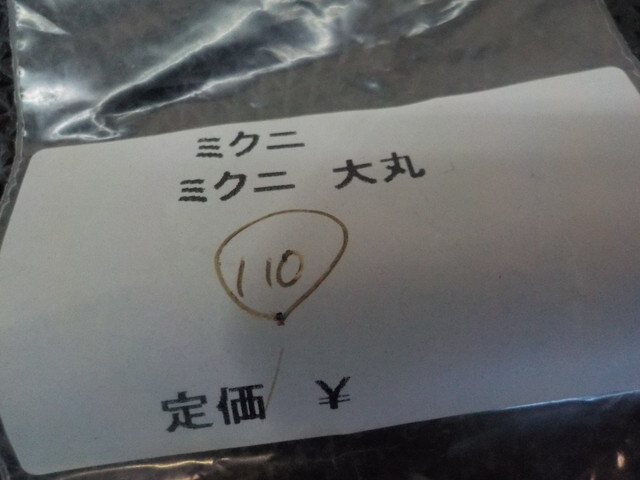 ミクニ
ミクニ 大丸
110
定価 ¥